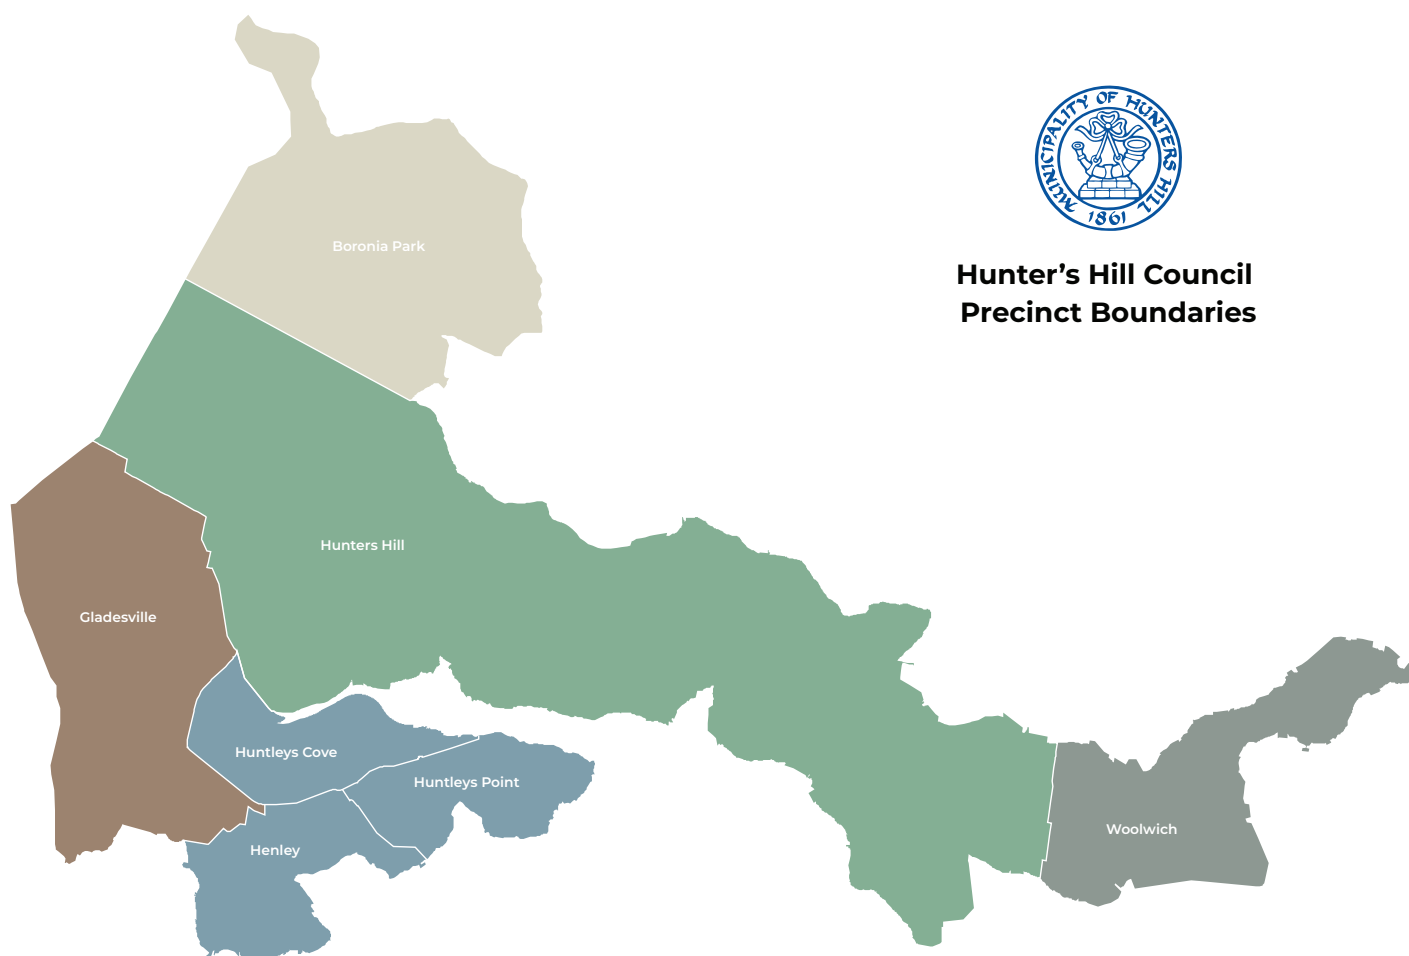 MUNICIPALITY OF HUNTERS HILL
1861
Hunter’s Hill Council
Precinct Boundaries
Boronia Park
Hunters Hill
Gladesville
Huntleys Cove
Huntleys Point
Woolwich
Henley